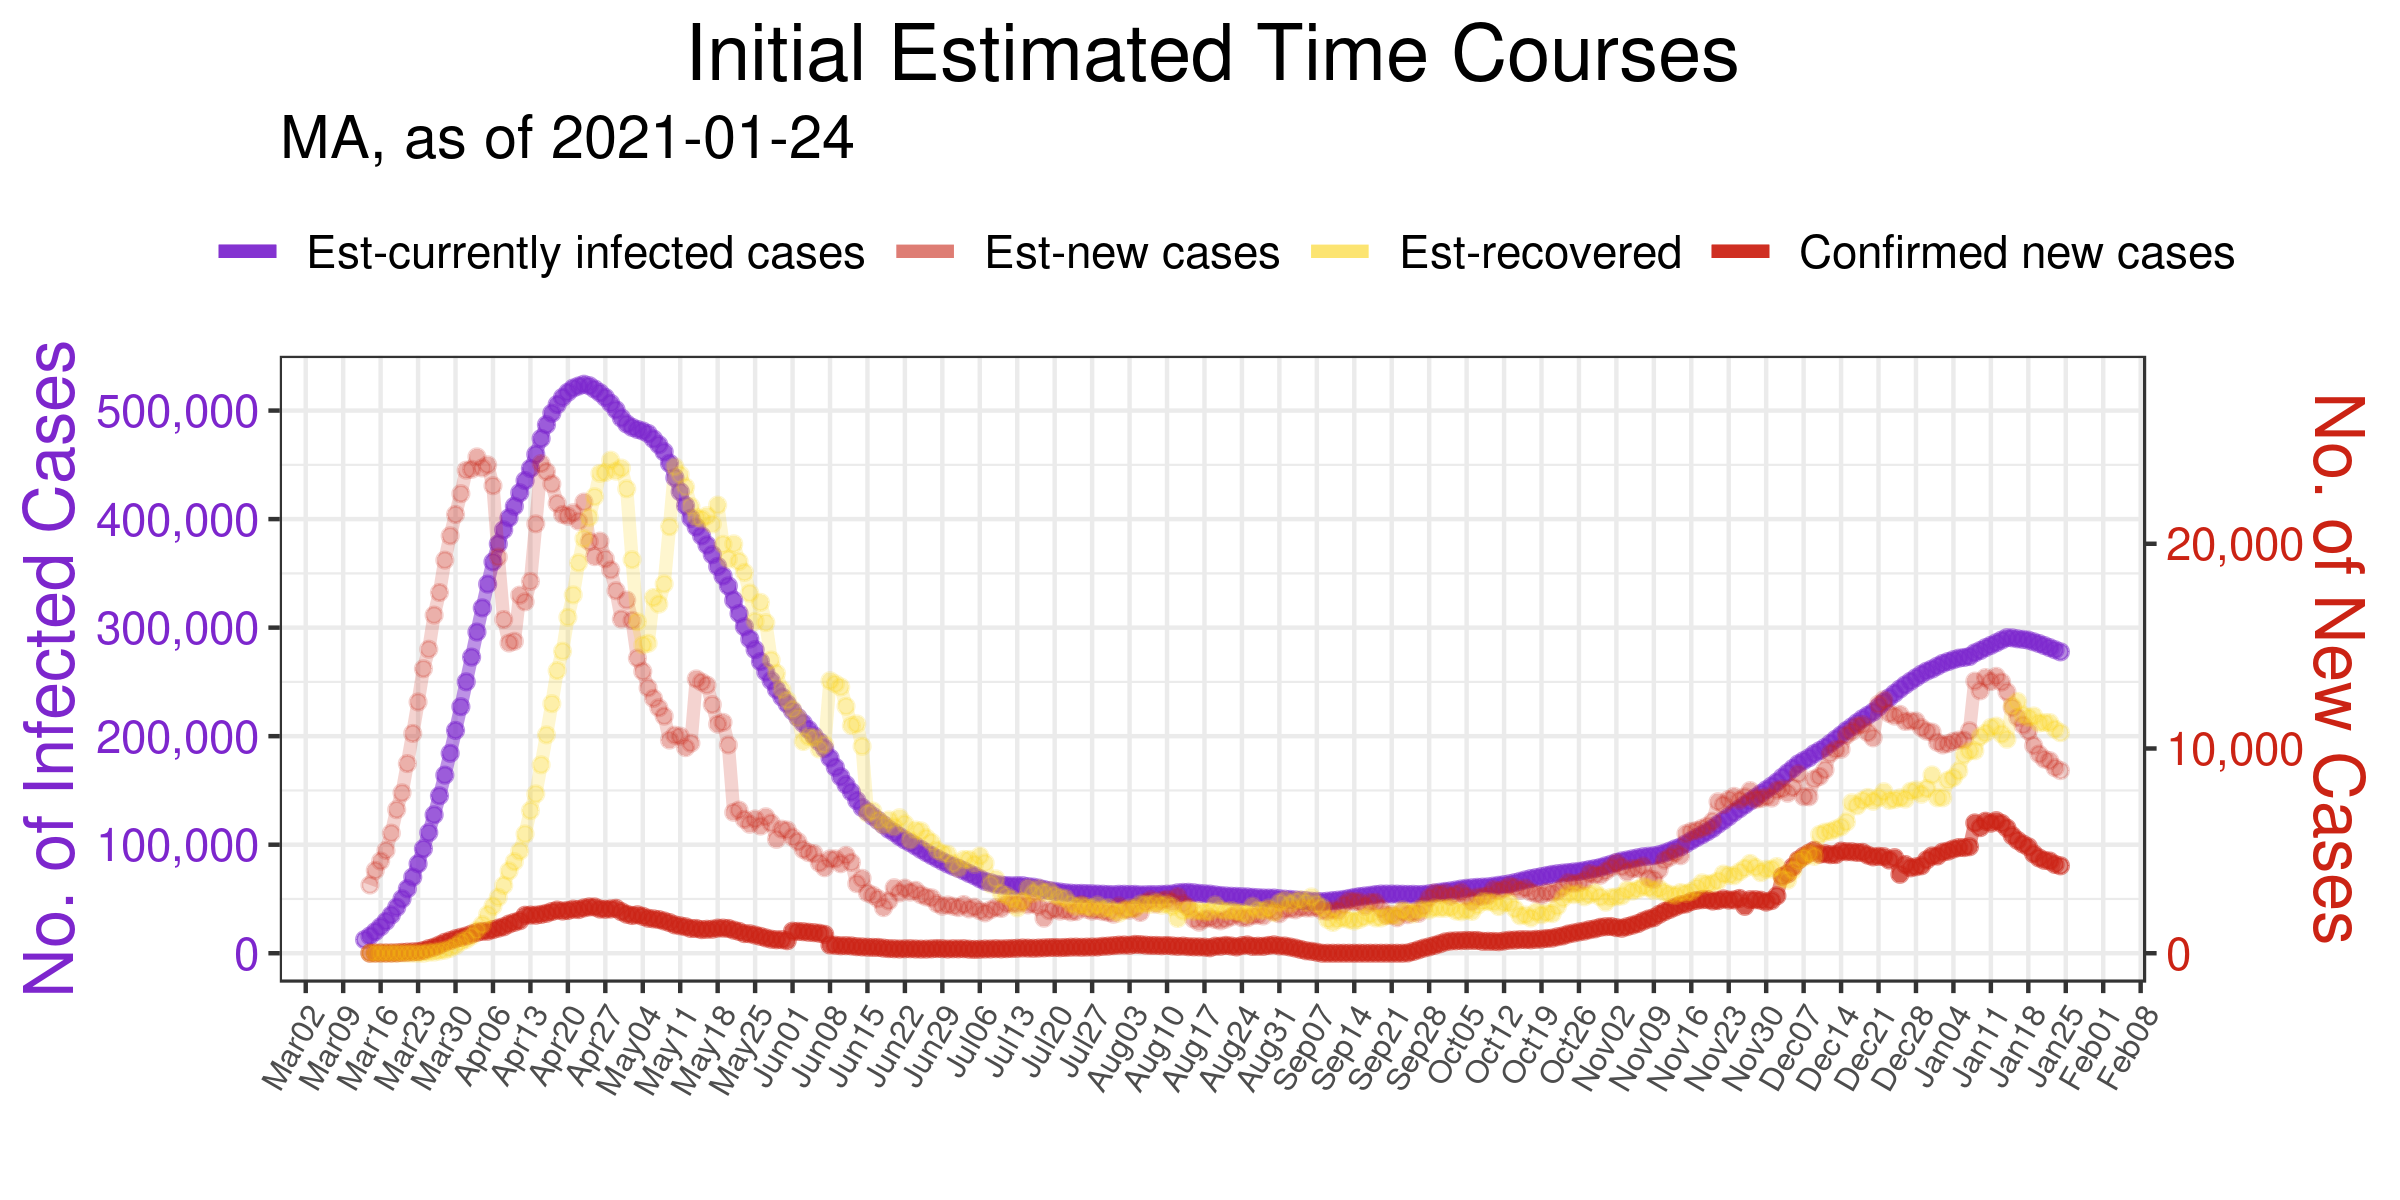 Initial Estimated Time Courses
MA, as of 2021-01-24
Est-currently infected cases Est-new cases Est-recovered Confirmed new cases
No. of Infected Cases
500,000
400,000
300,000
200,000
100,000
0
No. of New Cases
20,000
10,000
0
Mar02 Mar09 Mar16 Mar23 Mar30 Apr06 Apr13 Apr20 Apr27 May04 May11 May18 May25 Jun01 Jun08 Jun15 Jun22 Jun29 Jul06 Jul13 Jul20 Jul27 Aug03 Aug10 Aug17 Aug24 Aug31 Sep07 Sep14 Sep21 Sep28 Oct05 Oct12 Oct19 Oct26 Nov02 Nov09 Nov16 Nov23 Nov30 Dec07 Dec14 Dec21 Dec28 Jan04 Jan11 Jan18 Jan25 Feb01 Feb08